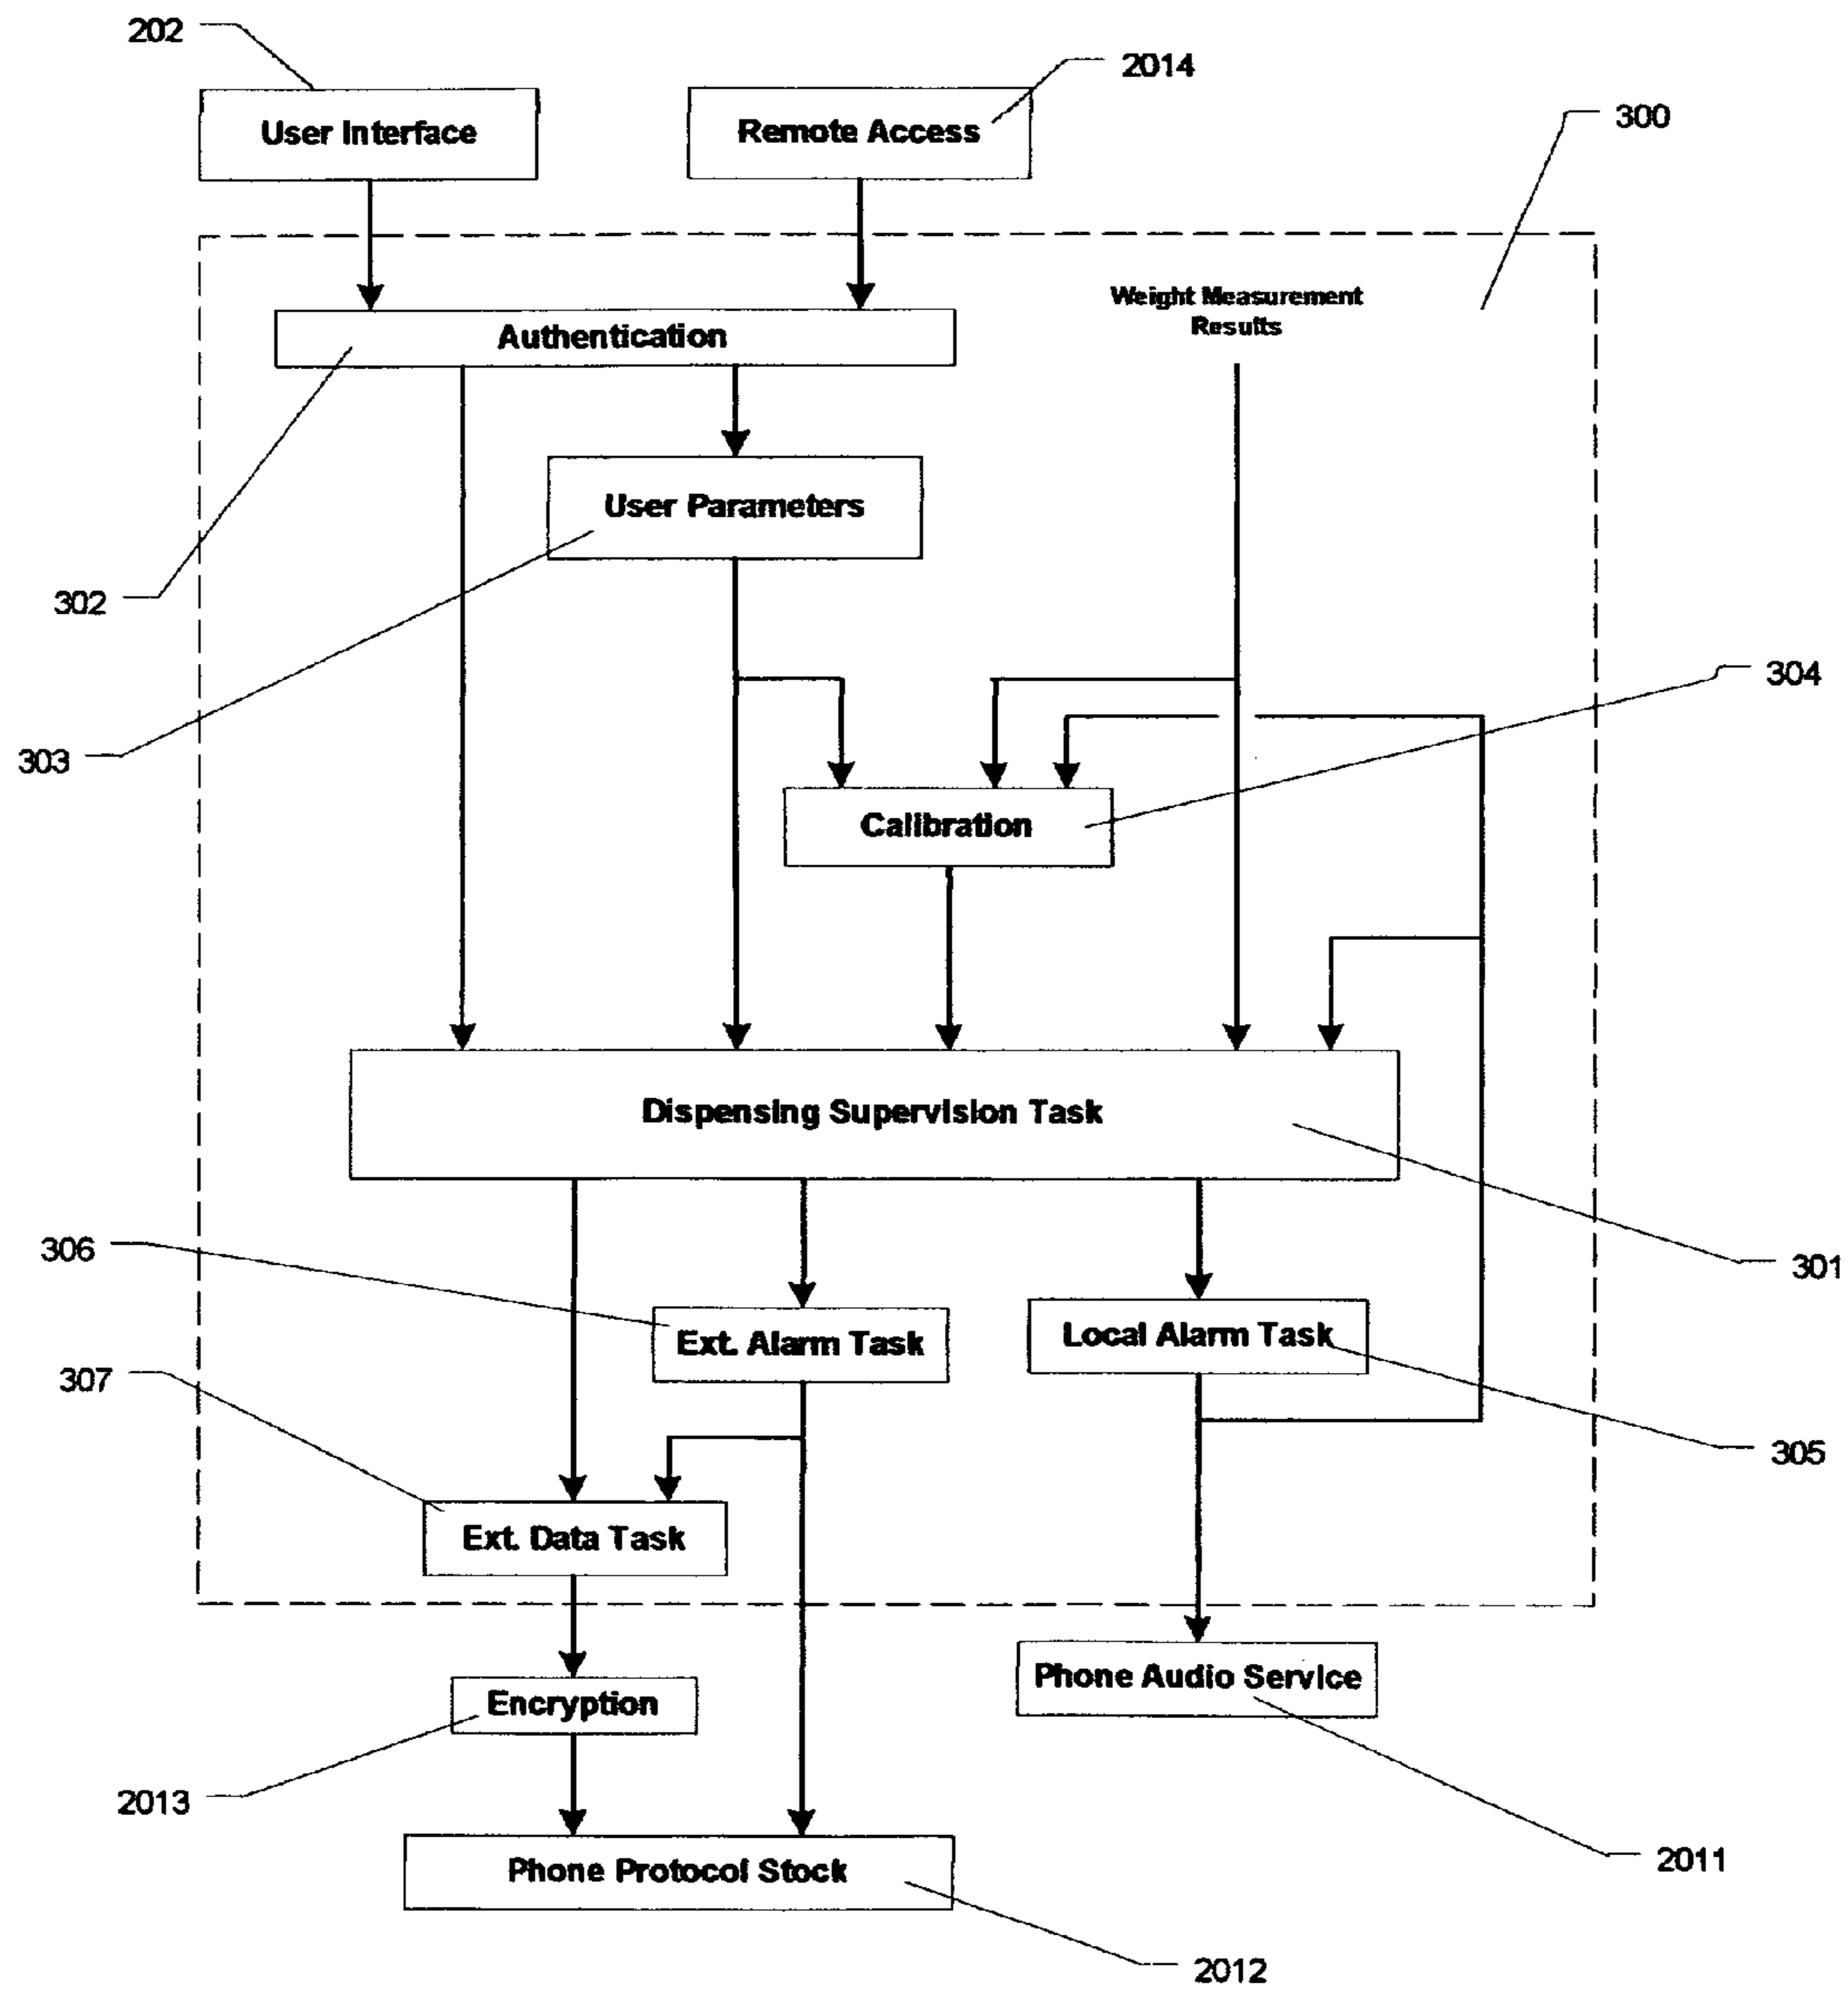 202
2014
User Interface
Remote Access
300
Weight Measurement
Results
Authentication
User Parameters
302
304
303
Calibration
Dispensing Supervision Task
306
301
Ext. Alarm Task
Local Alarm Task
307
305
Ext. Data Task
Phone Audio Service
Encryption
2013
2011
Phone Protocol Stock
2012